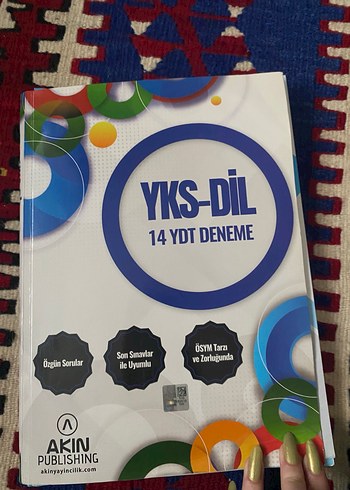 YKS-DİL
14 YDT DENEME
Özgün Sorular
Son Sınavlar
ile Uyumlu
ÖSYM Tarzı
ve Zorluğunda
AKIN
PUBLISHING
akinyayincilik.com